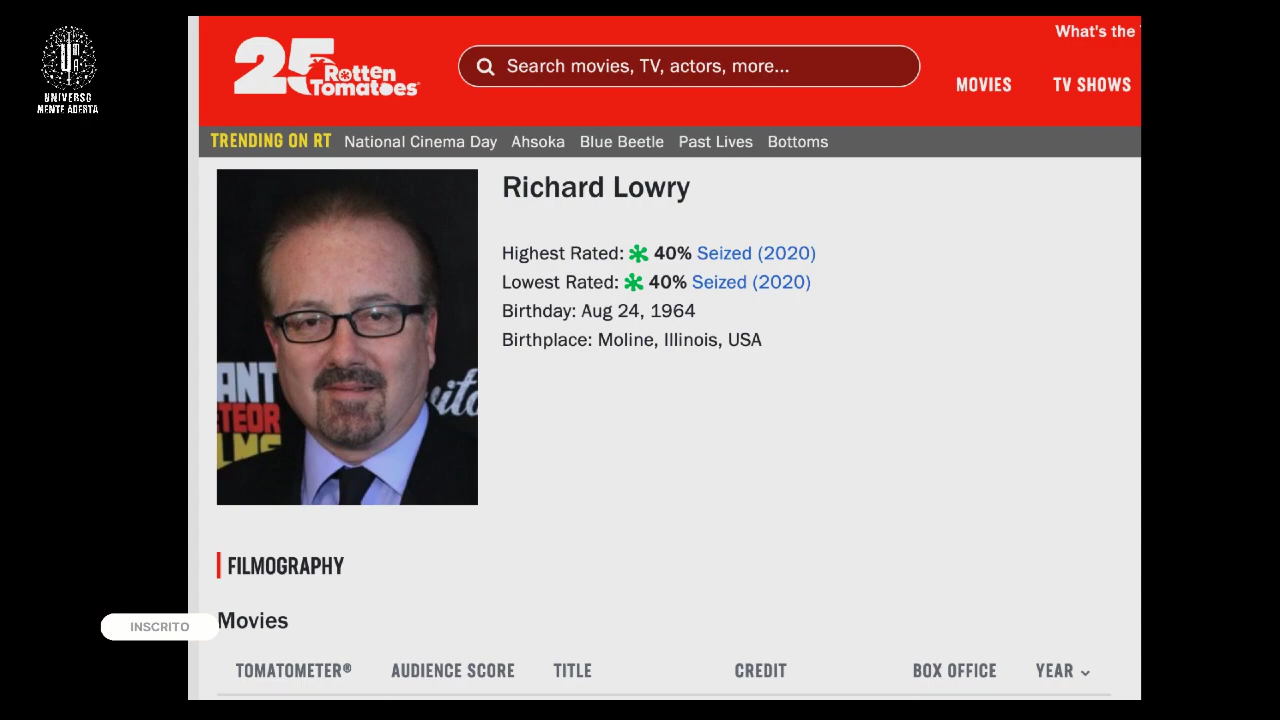 UNIVERSO
MENTE ABERTA
What's the
25
Rotten
Tomatoes
Search movies, TV, actors, more...
MOVIES
TV SHOWS
TRENDING ON RT
National Cinema Day
Ahsoka
Blue Beetle
Past Lives
Bottoms
Richard Lowry
Highest Rated: 40% Seized (2020)
Lowest Rated: 40% Seized (2020)
Birthday: Aug 24, 1964
Birthplace: Moline, Illinois, USA
ANT
TEOR
LMS
FILMOGRAPHY
INSCRITO
Movies
TOMATOMETER®
AUDIENCE SCORE
TITLE
CREDIT
BOX OFFICE
YEAR